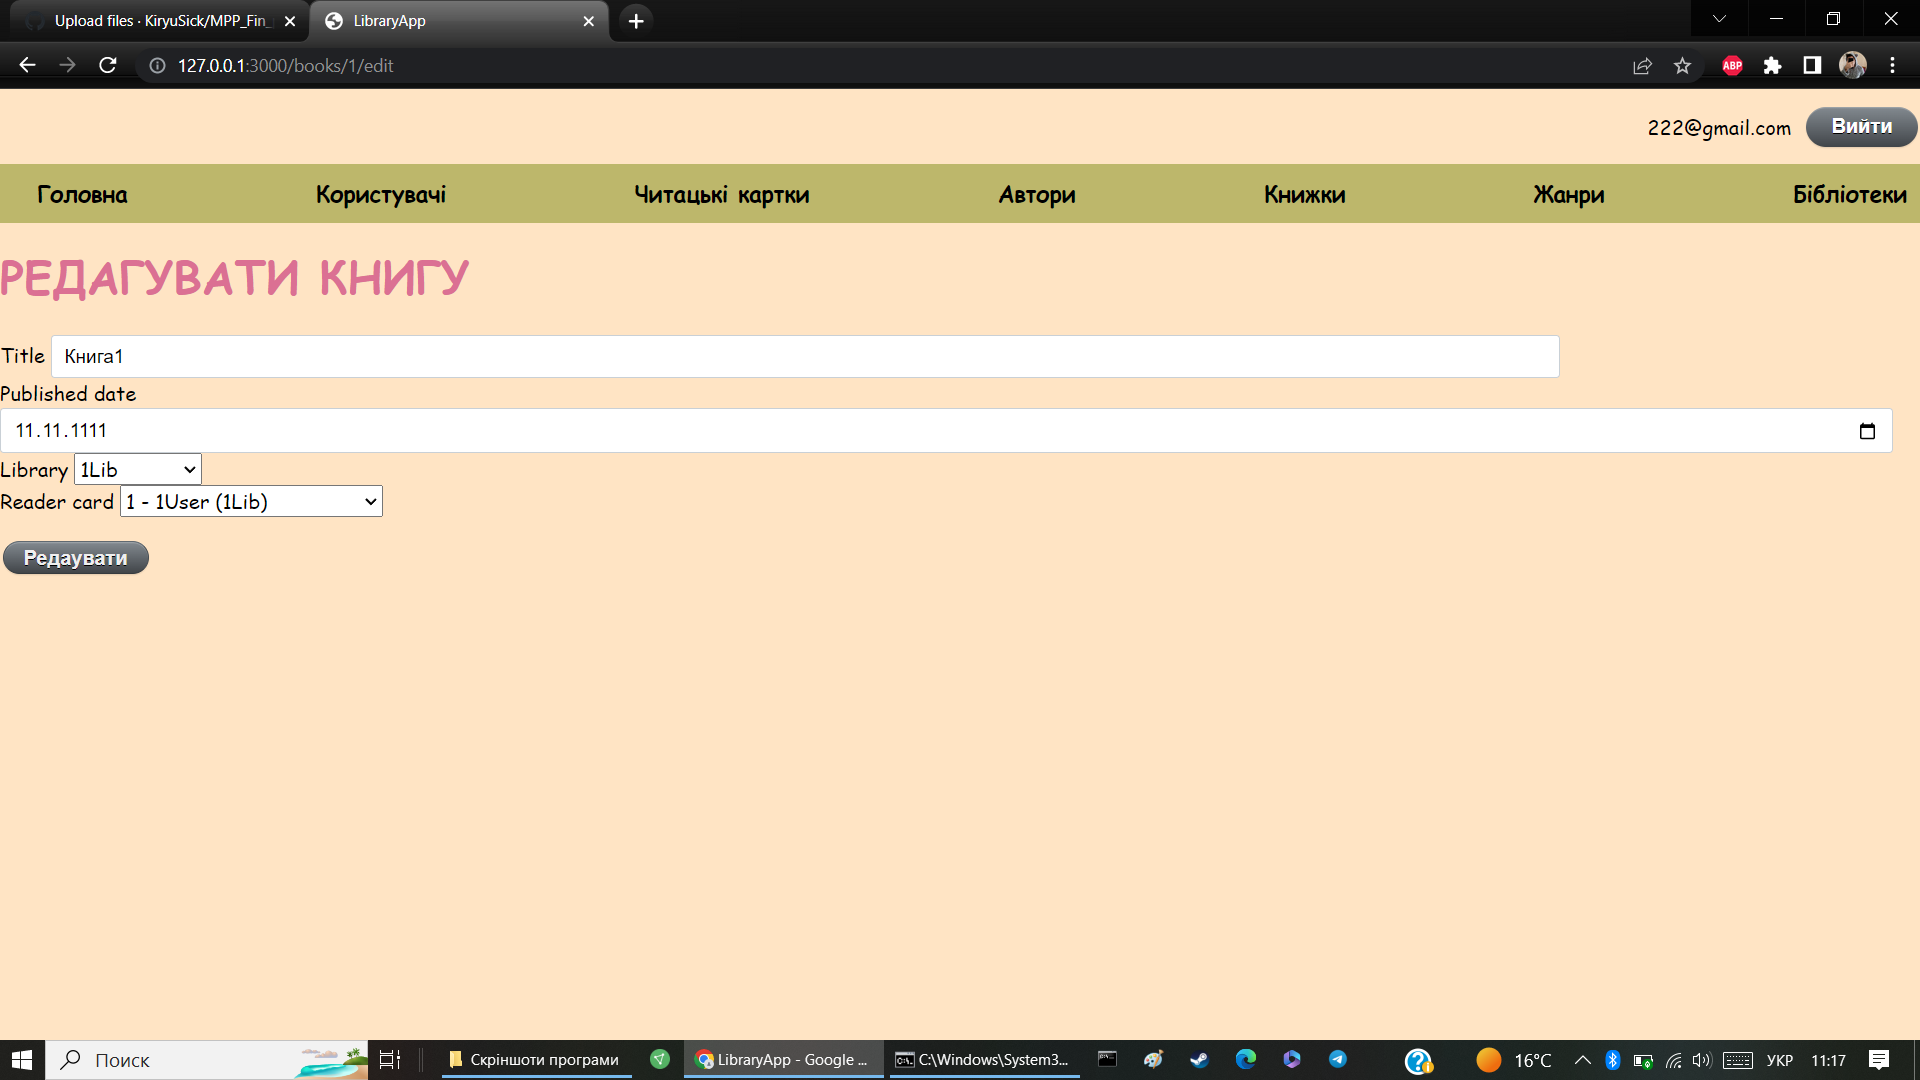 Upload files · KiryuSick/MPP_Fin_
LibraryApp
127.0.0.1:3000/books/1/edit
ABP
222@gmail.com
Вийти
Головна
Користувачі
Читацькі картки
Автори
Книжки
Жанри
Бібліотеки
РЕДАГУВАТИ КНИГУ
Title Книга1
Published date
11.11.1111
Library 1Lib
Reader card 1 - 1User (1Lib)
Редаувати
Поиск
Скріншоти програми
LibraryApp - Google ...
C:\Windows\System3...
16°C
УКР
11:17